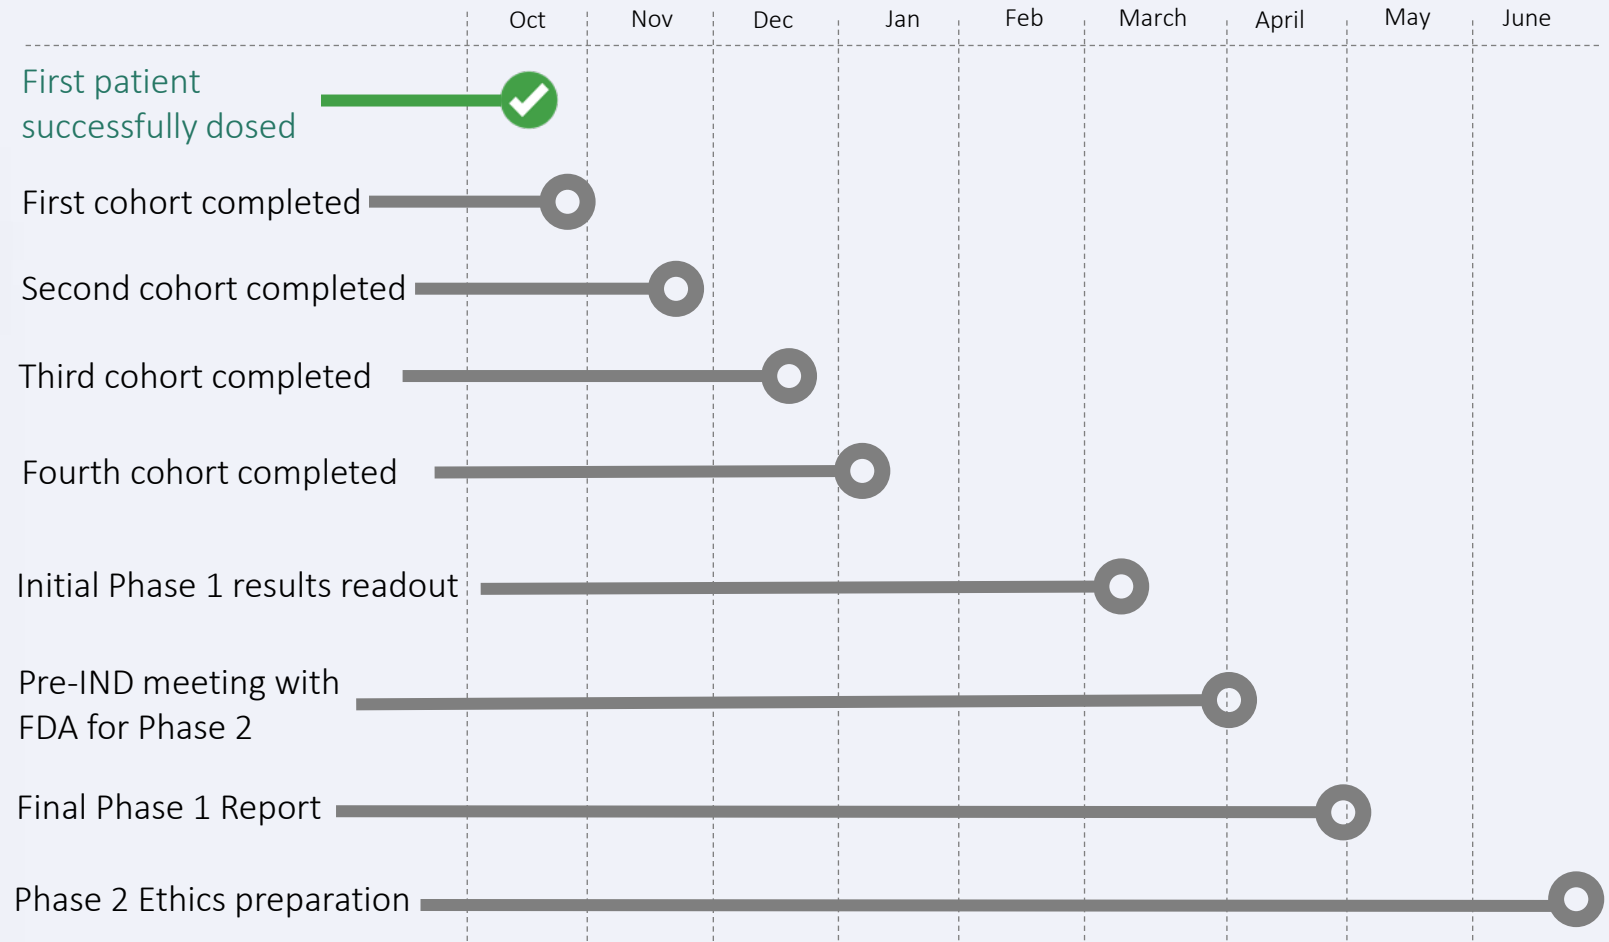 Oct Nov Dec Jan Feb March April May June
First patient
successfully dosed
First cohort completed
Second cohort completed
Third cohort completed
Fourth cohort completed
Initial Phase 1 results readout
Pre-IND meeting with
FDA for Phase 2
Final Phase 1 Report
Phase 2 Ethics preparation